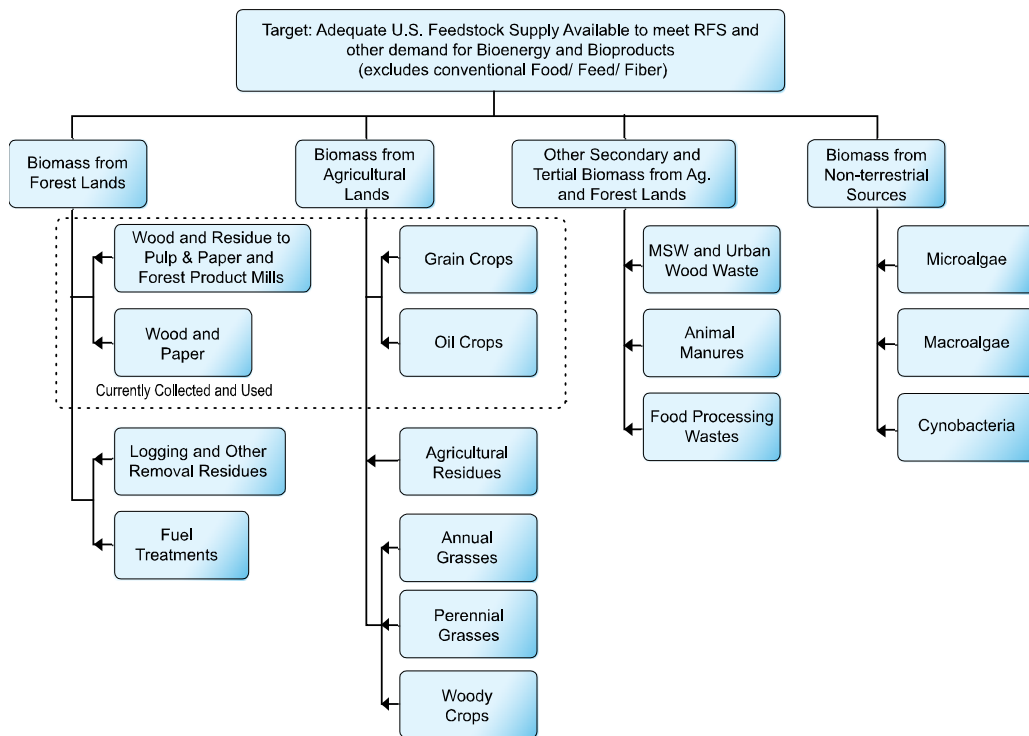 Target: Adequate U.S. Feedstock Supply Available to meet RFS and
other demand for Bioenergy and Bioproducts
(excludes conventional Food/ Feed/ Fiber)
Biomass from
Forest Lands
Biomass from
Agricultural
Lands
Other Secondary and
Tertial Biomass from Ag.
and Forest Lands
Biomass from
Non-terrestrial
Sources
Wood and Residue to
Pulp & Paper and
Forest Product Mills
Wood and
Paper
Currently Collected and Used
Logging and Other
Removal Residues
Fuel
Treatments
Grain Crops
Oil Crops
Agricultural
Residues
Annual
Grasses
Perennial
Grasses
Woody
Crops
MSW and Urban
Wood Waste
Animal
Manures
Food Processing
Wastes
Microalgae
Macroalgae
Cynobacteria